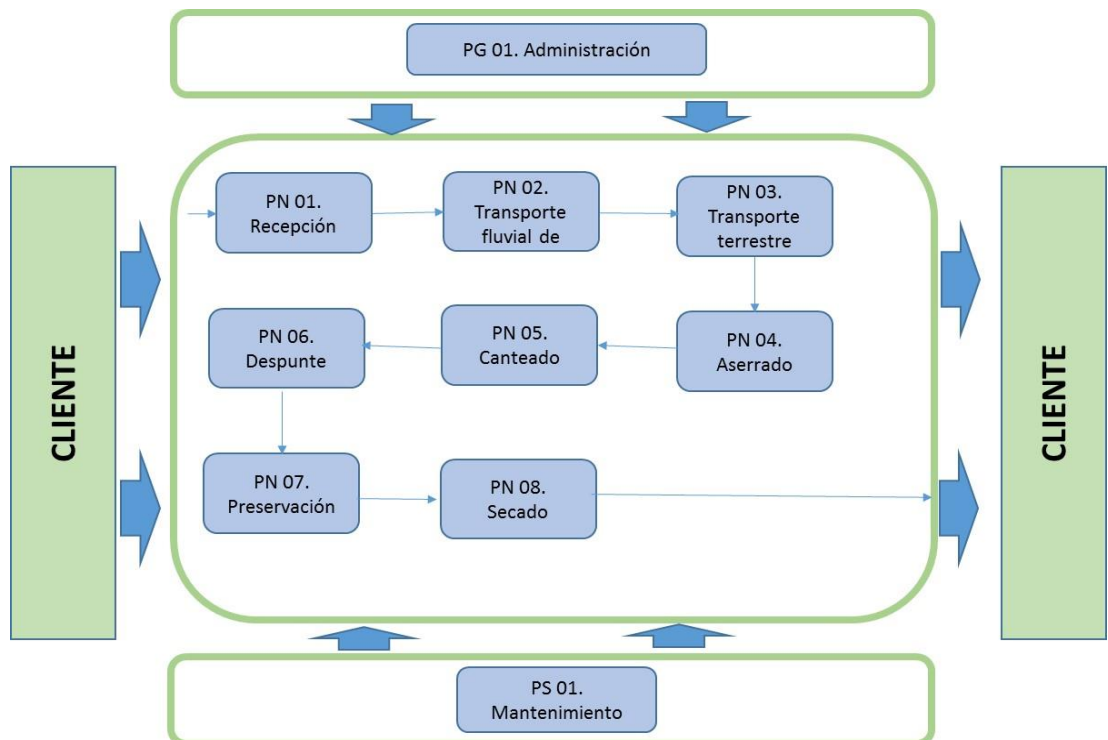 PG 01. Administración
CLIENTE
PN 01.
Recepción
PN 02.
Transporte
fluvial de
PN 03.
Transporte
terrestre
PN 06.
Despunte
PN 05.
Canteado
PN 04.
Aserrado
PN 07.
Preservación
PN 08.
Secado
CLIENTE
PS 01.
Mantenimiento